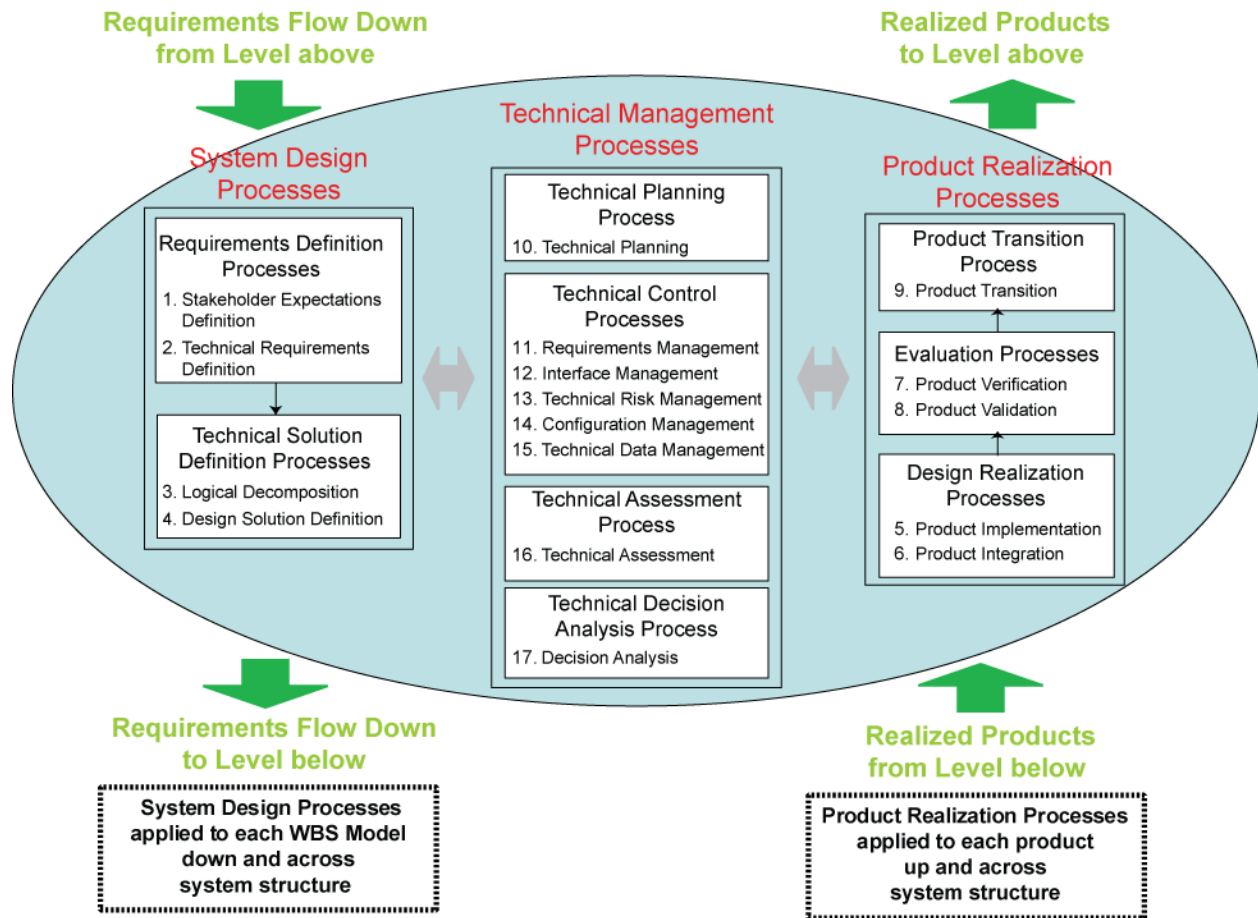 Requirements Flow Down
from Level above
Realized Products
to Level above
System Design
Processes
Requirements Definition
Processes
1. Stakeholder Expectations
Definition
2. Technical Requirements
Definition
Technical Solution
Definition Processes
3. Logical Decomposition
4. Design Solution Definition
Technical Management
Processes
Technical Planning
Process
10. Technical Planning
Technical Control
Processes
11. Requirements Management
12. Interface Management
13. Technical Risk Management
14. Configuration Management
15. Technical Data Management
Technical Assessment
Process
16. Technical Assessment
Technical Decision
Analysis Process
17. Decision Analysis
Product Realization
Processes
Product Transition
Process
9. Product Transition
Evaluation Processes
7. Product Verification
8. Product Validation
Design Realization
Processes
5. Product Implementation
6. Product Integration
Requirements Flow Down
to Level below
System Design Processes
applied to each WBS Model
down and across
system structure
Realized Products
from Level below
Product Realization Processes
applied to each product
up and across
system structure